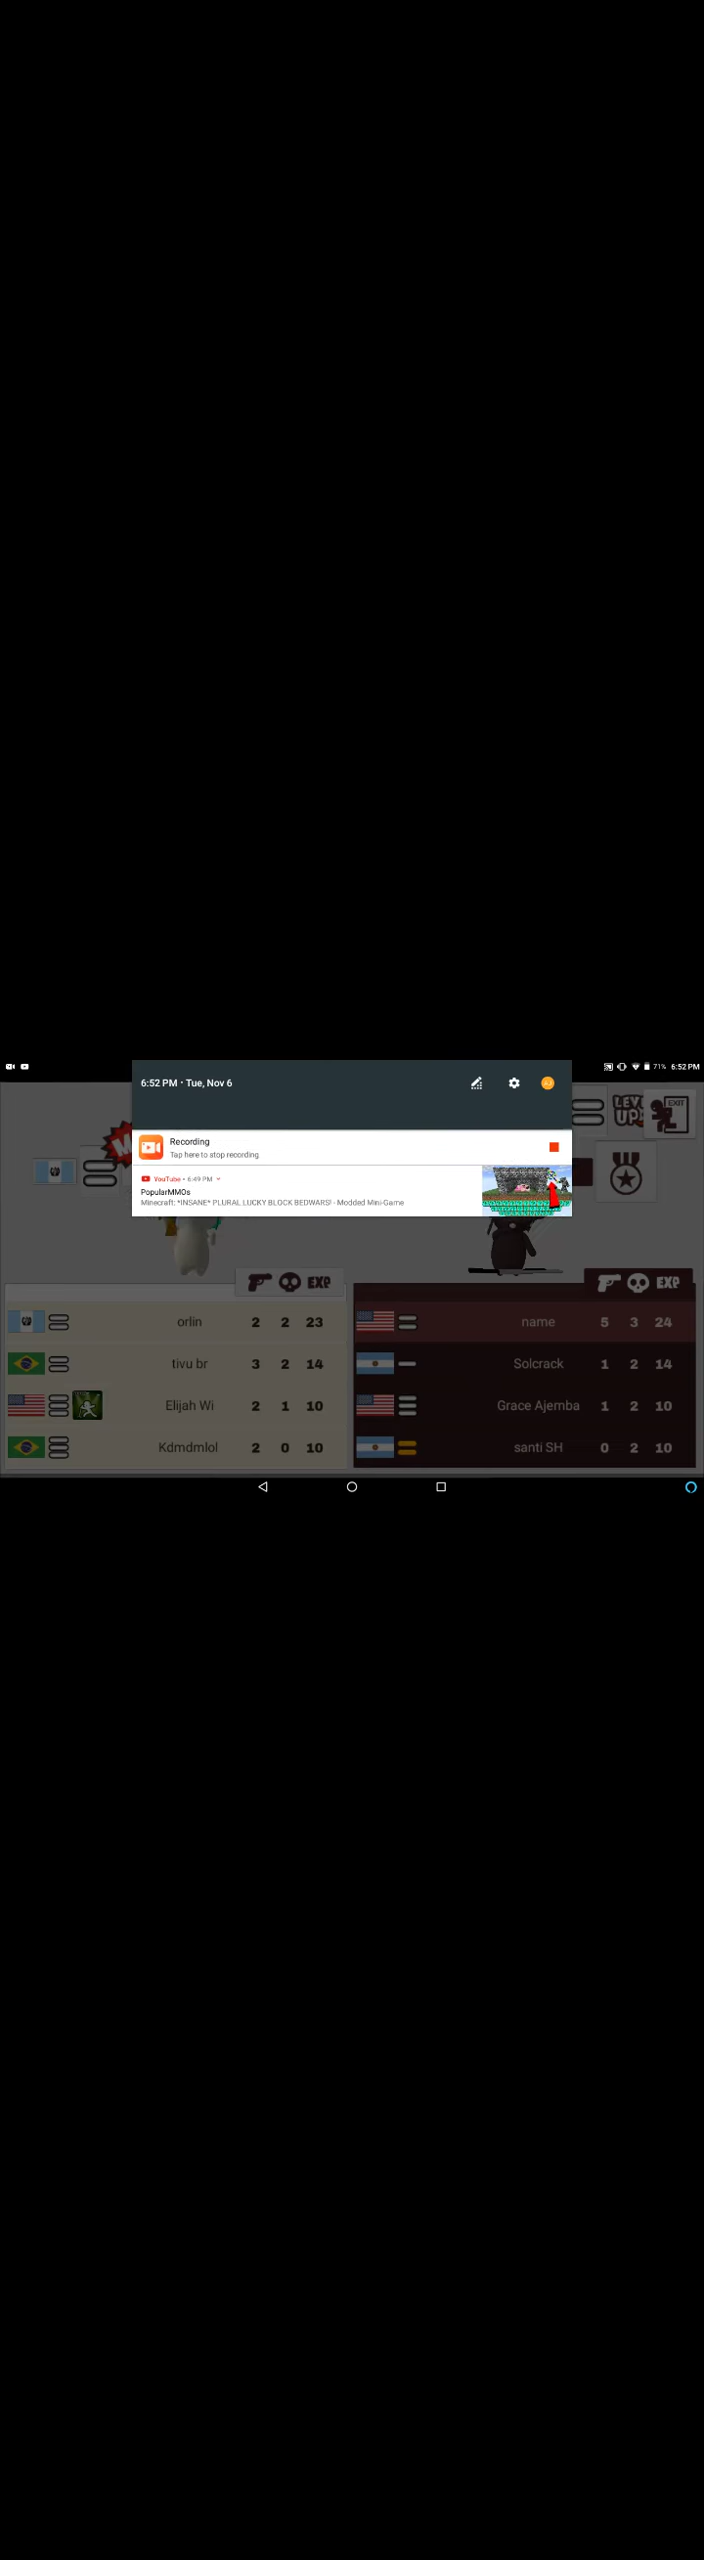 71% 6:52 PM
6:52 PM • Tue, Nov 6
Recording
Tap here to stop recording
YouTube • 6:49 PM
PopularMMOs
Minecraft: *INSANE* PLURAL LUCKY BLOCK BEDWARS! - Modded Mini-Game
UP!
EXIT
EXP
orlin 2 2 23
tivu br 3 2 14
Elijah Wi 2 1 10
Kdmdmlol 2 0 10
EXP
name 5 3 24
Solcrack 1 2 14
Grace Ajemba 1 2 10
santi SH 0 2 10